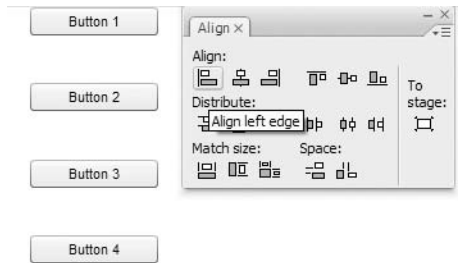 Button 1
Button 2
Button 3
Button 4
Align ×
Align:
Distribute:
Align left edge
Match size:
Space:
To
stage: